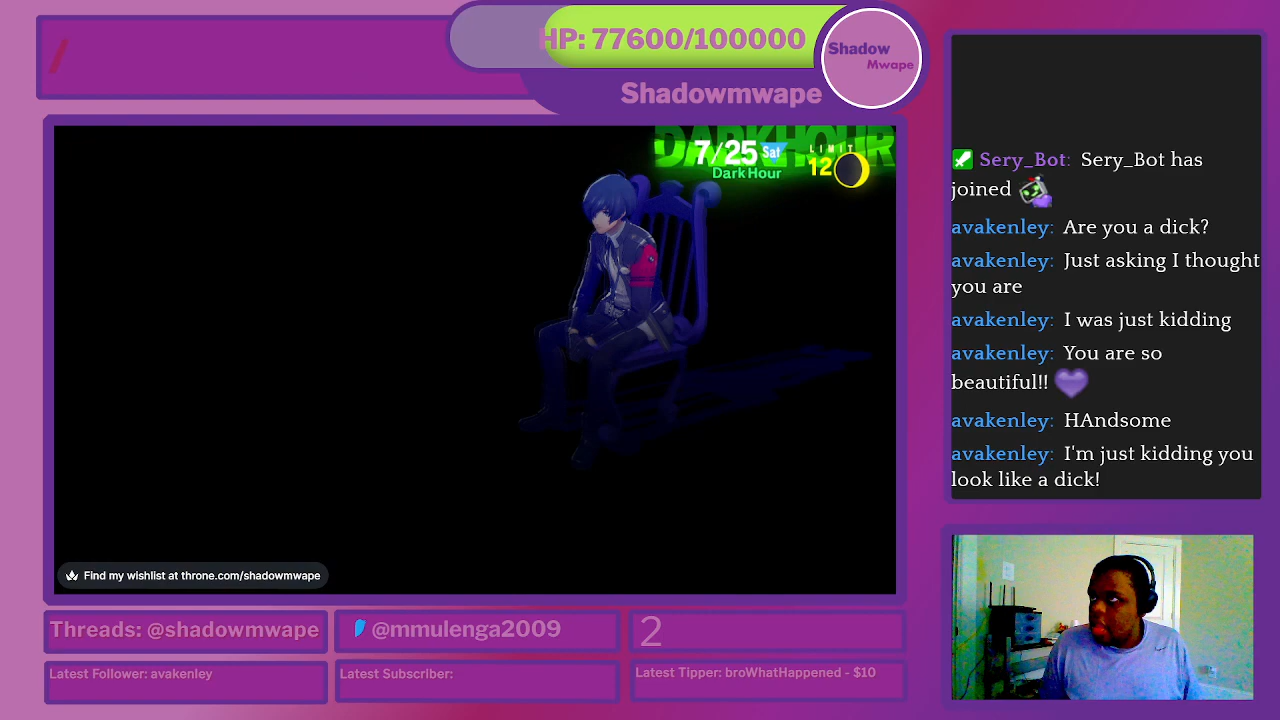 /
HP: 77600/100000
Shadow
Mwape
Shadowmwape
DARKHOUR
7/25 Sat
Dark Hour
LIMIT
12
Find my wishlist at throne.com/shadowmwape
Threads: @shadowmwape
@mmulenga2009
2
Latest Follower: avakenley
Latest Subscriber:
Latest Tipper: broWhatHappened - $10
Sery_Bot: Sery_Bot has
joined
avakenley: Are you a dick?
avakenley: Just asking I thought
you are
avakenley: I was just kidding
avakenley: You are so
beautiful!!
avakenley: HAndsome
avakenley: I'm just kidding you
look like a dick!